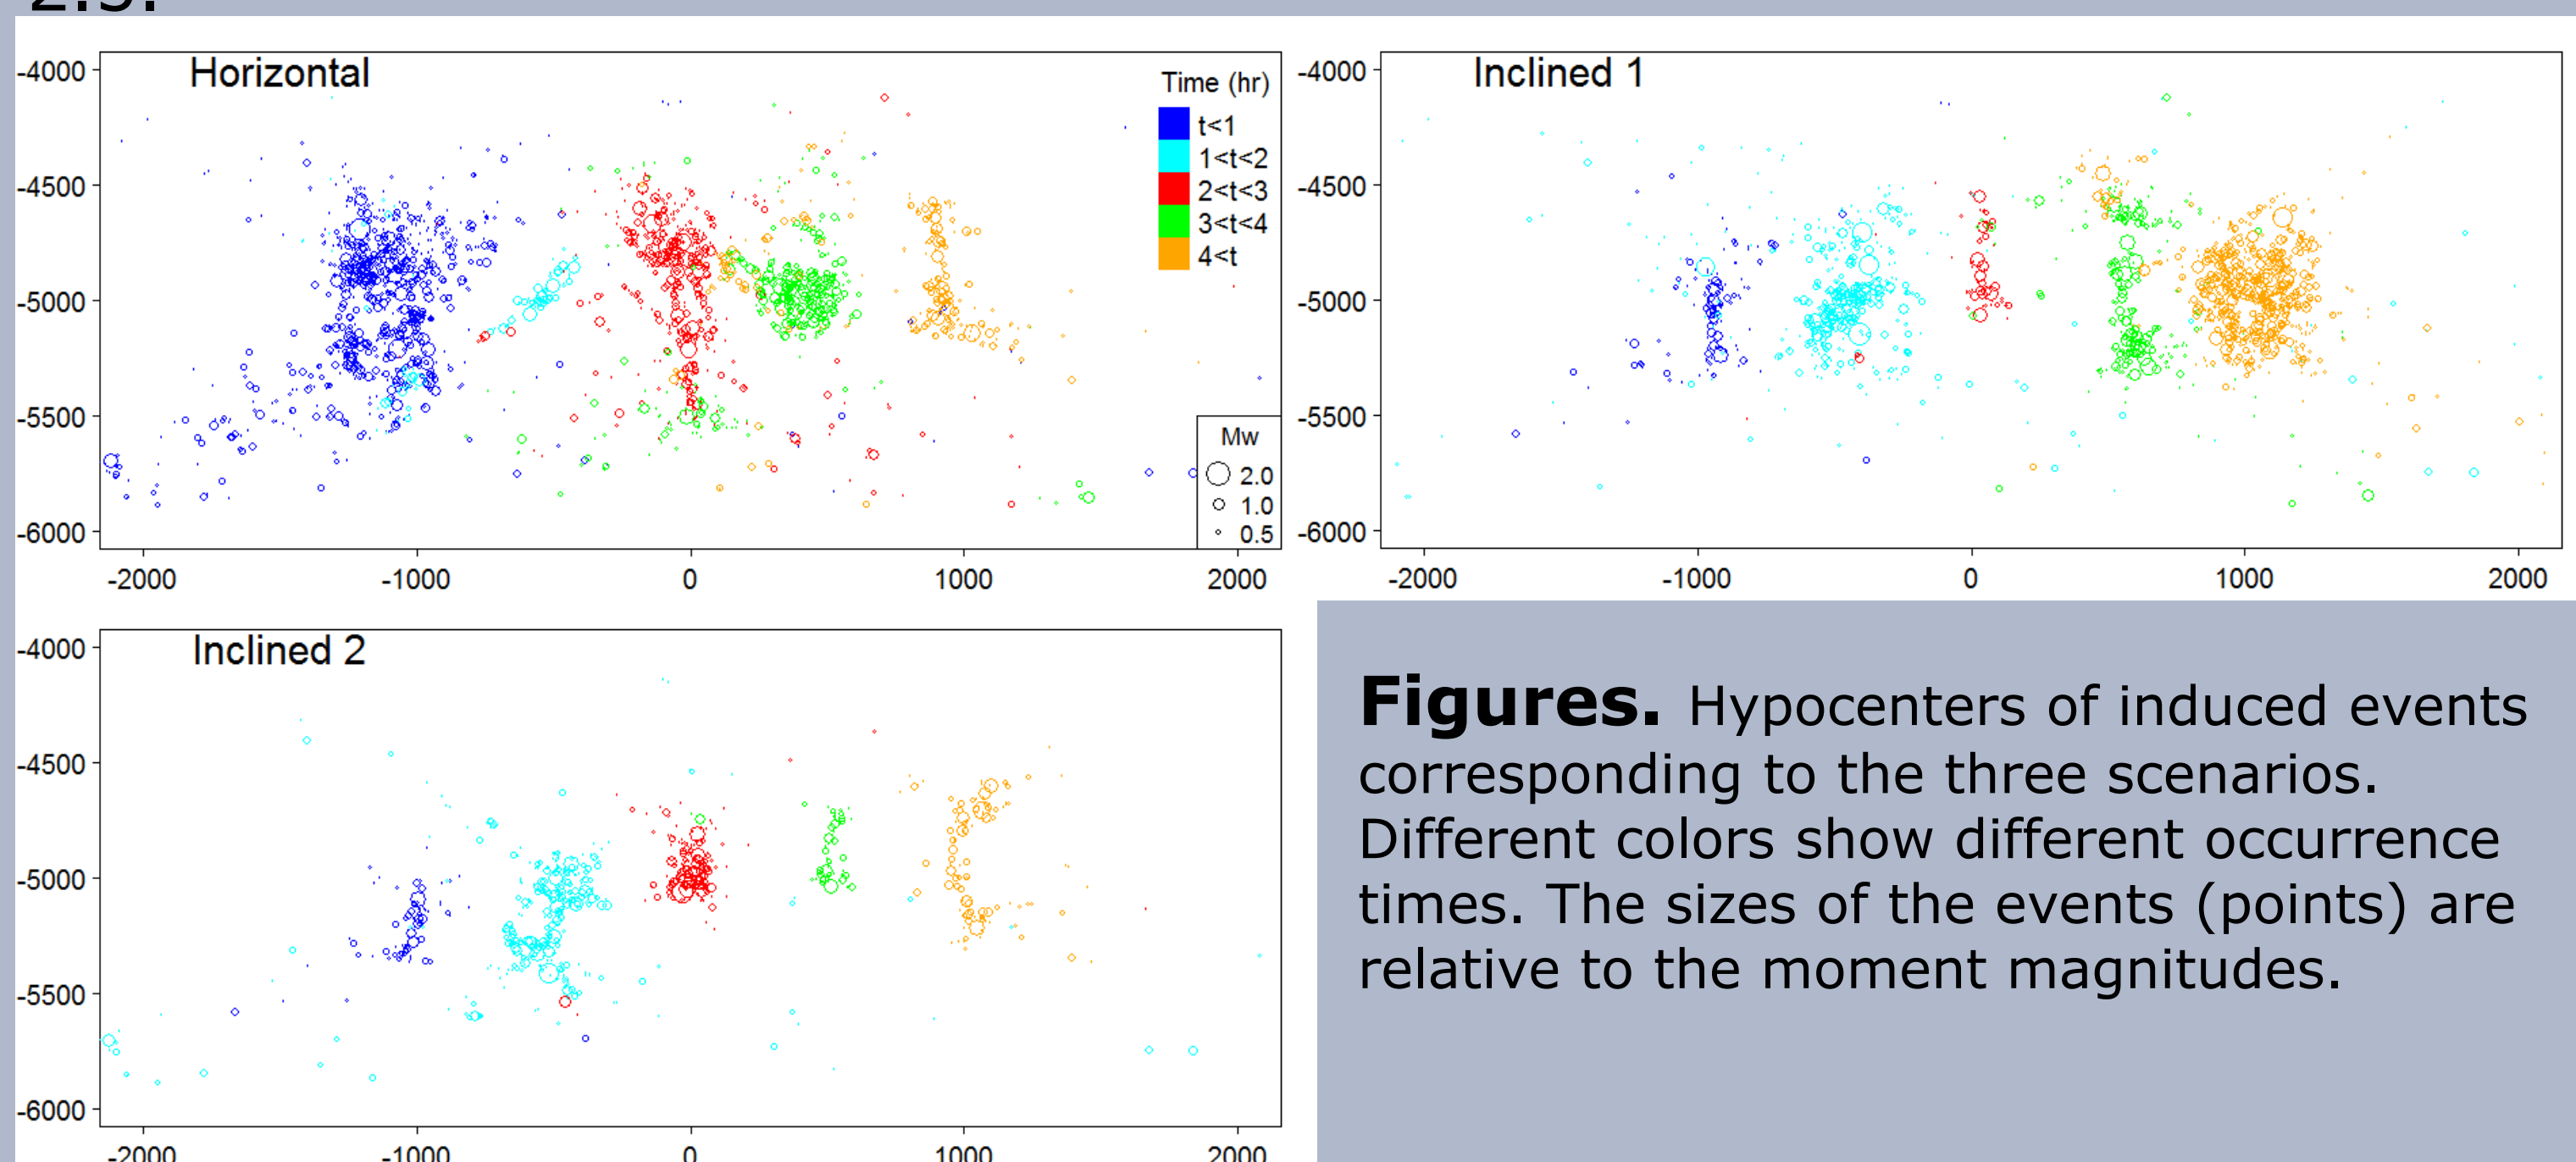 2.5.
Horizontal
-4000
-4500
-5000
-5500
-6000
-2000 -1000 0 1000 2000
Time (hr)
t<1
1<t<2
2<t<3
3<t<4
4<t
Mw
2.0
1.0
0.5
Inclined 1
-4000
-4500
-5000
-5500
-6000
-2000 -1000 0 1000 2000
Inclined 2
-4000
-4500
-5000
-5500
-6000
-2000 -1000 0 1000 2000
Figures. Hypocenters of induced events
corresponding to the three scenarios.
Different colors show different occurrence
times. The sizes of the events (points) are
relative to the moment magnitudes.